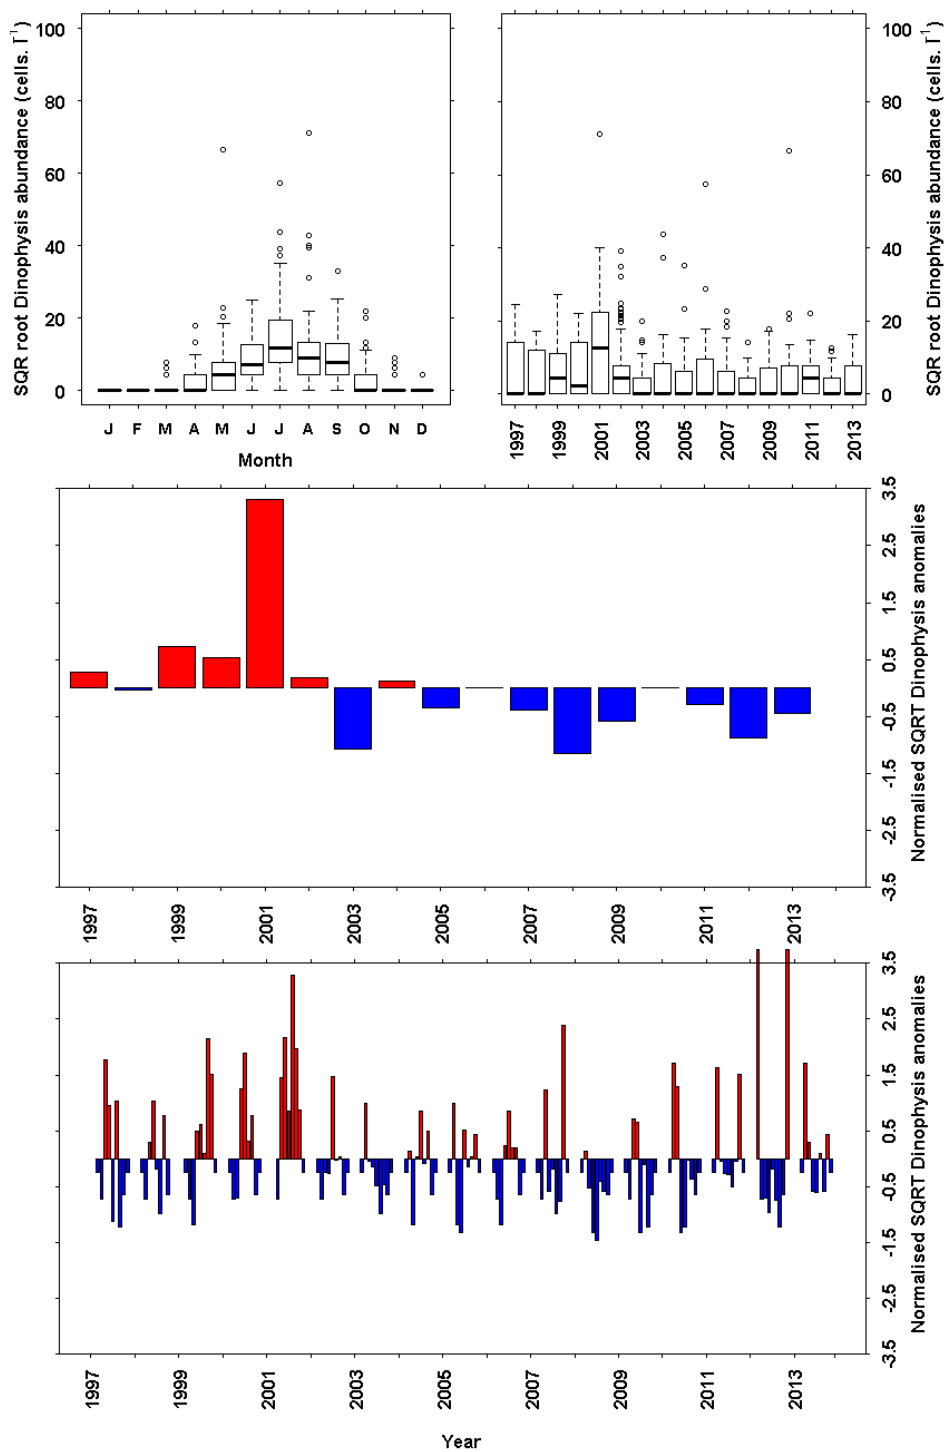 SQR root Dinophysis abundance (cells. l⁻¹)
100
80
60
40
20
0
J F M A M J J A S O N D
Month
100
80
60
40
20
0
SQR root Dinophysis abundance (cells. l⁻¹)
1997 1999 2001 2003 2005 2007 2009 2011 2013
3.5
2.5
1.5
0.5
-0.5
-1.5
-2.5
-3.5
Normalised SQRT Dinophysis anomalies
1997 1999 2001 2003 2005 2007 2009 2011 2013
3.5
2.5
1.5
0.5
-0.5
-1.5
-2.5
-3.5
Normalised SQRT Dinophysis anomalies
1997 1999 2001 2003 2005 2007 2009 2011 2013
Year